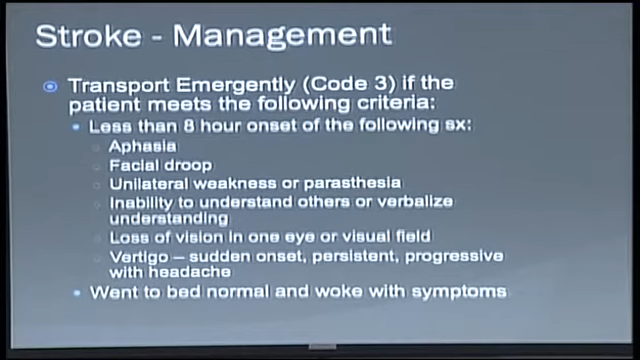 Stroke - Management
Transport Emergently (Code 3) if the
patient meets the following criteria:
Less than 8 hour onset of the following sx:
Aphasia
Facial droop
Unilateral weakness or parasthesia
Inability to understand others or verbalize
understanding
Loss of vision in one eye or visual field
Vertigo – sudden onset, persistent, progressive
with headache
Went to bed normal and woke with symptoms